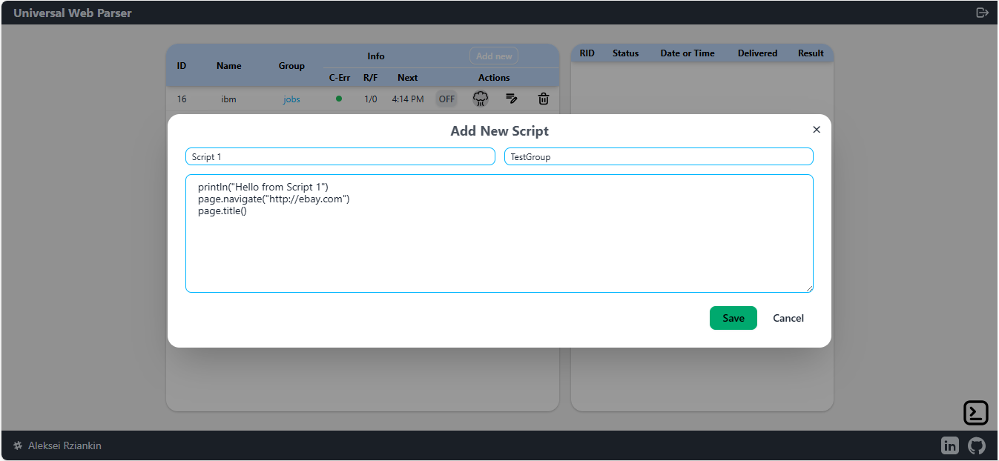 Universal Web Parser
ID Name Group Info Add new
C-Err R/F Next Actions
16 ibm jobs 1/0 4:14 PM OFF
RID Status Date or Time Delivered Result
Add New Script
Script 1
TestGroup
println("Hello from Script 1")
page.navigate("http://ebay.com")
page.title()
Save Cancel
Aleksei Rziankin
in